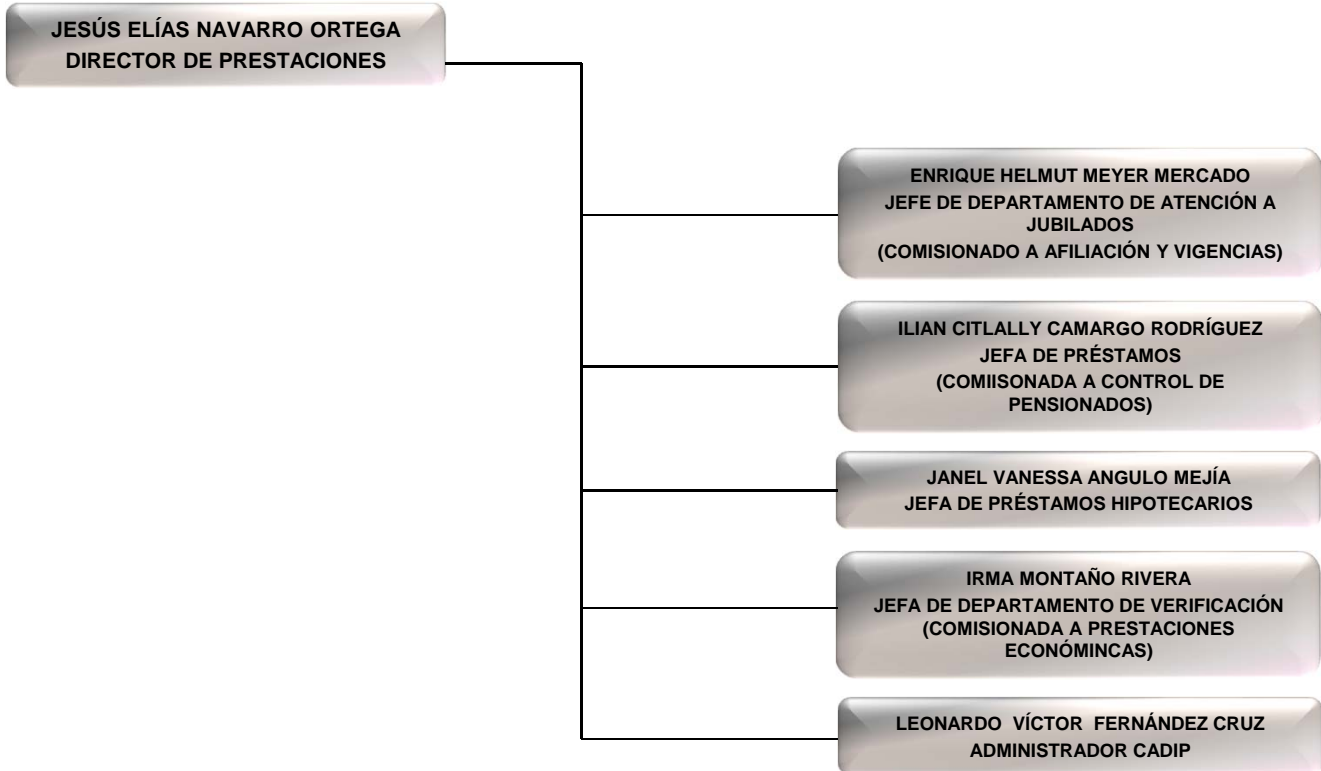 JESÚS ELÍAS NAVARRO ORTEGA
DIRECTOR DE PRESTACIONES
ENRIQUE HELMUT MEYER MERCADO
JEFE DE DEPARTAMENTO DE ATENCIÓN A
JUBILADOS
(COMISIONADO A AFILIACIÓN Y VIGENCIAS)
ILIAN CITLALLY CAMARGO RODRÍGUEZ
JEFA DE PRÉSTAMOS
(COMIISONADA A CONTROL DE
PENSIONADOS)
JANEL VANESSA ANGULO MEJÍA
JEFA DE PRÉSTAMOS HIPOTECARIOS
IRMA MONTAÑO RIVERA
JEFA DE DEPARTAMENTO DE VERIFICACIÓN
(COMISIONADA A PRESTACIONES
ECONÓMINCAS)
LEONARDO VÍCTOR FERNÁNDEZ CRUZ
ADMINISTRADOR CADIP